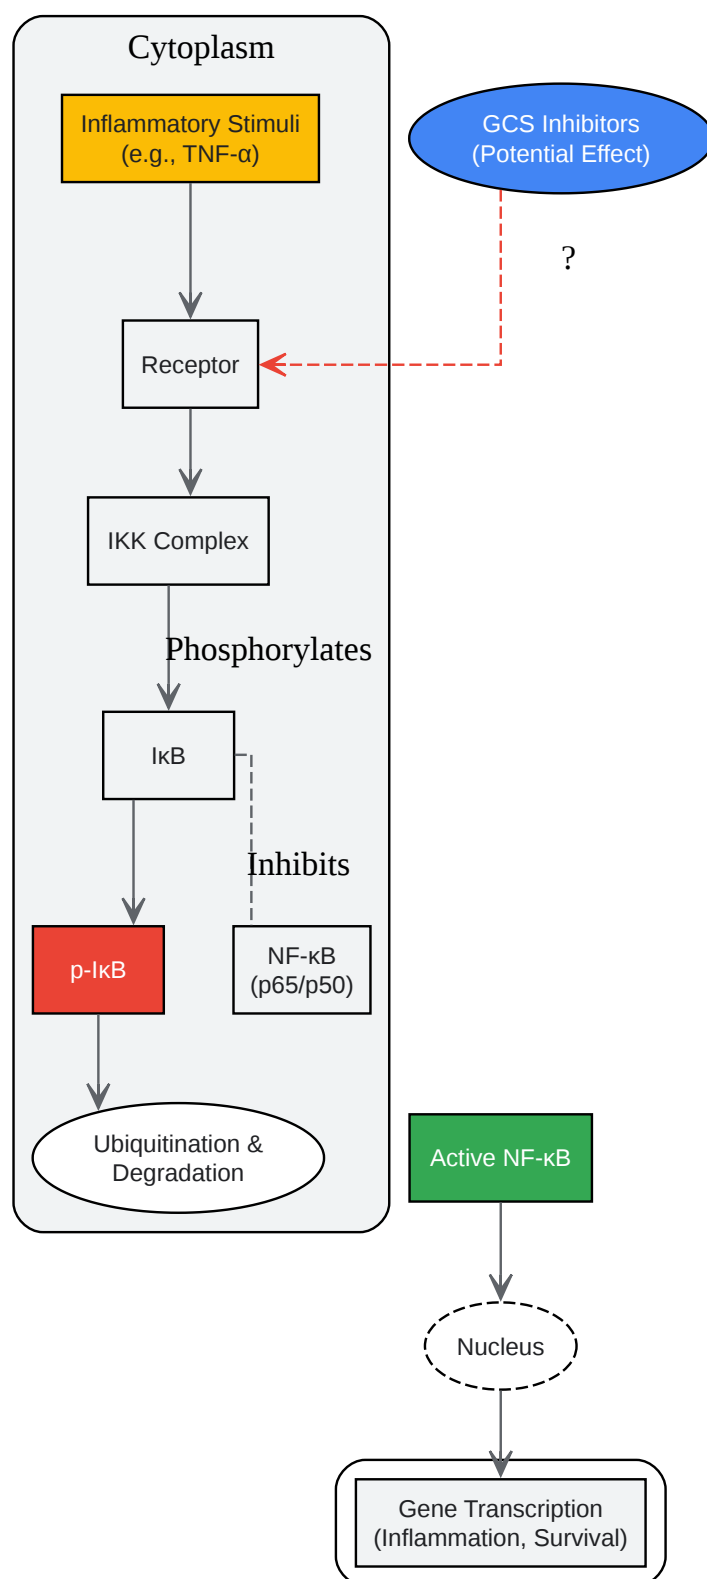 Cytoplasm
Inflammatory Stimuli
(e.g., TNF-α)
GCS Inhibitors
(Potential Effect)
?
Receptor
IKK Complex
Phosphorylates
IκB
Inhibits
p-IκB
NF-κB
(p65/p50)
Ubiquitination &
Degradation
Active NF-κB
Nucleus
Gene Transcription
(Inflammation, Survival)